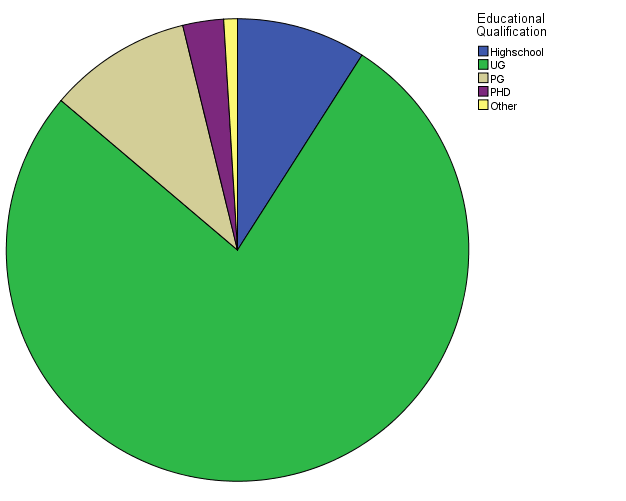 Educational
Qualification
Highschool
UG
PG
PHD
Other